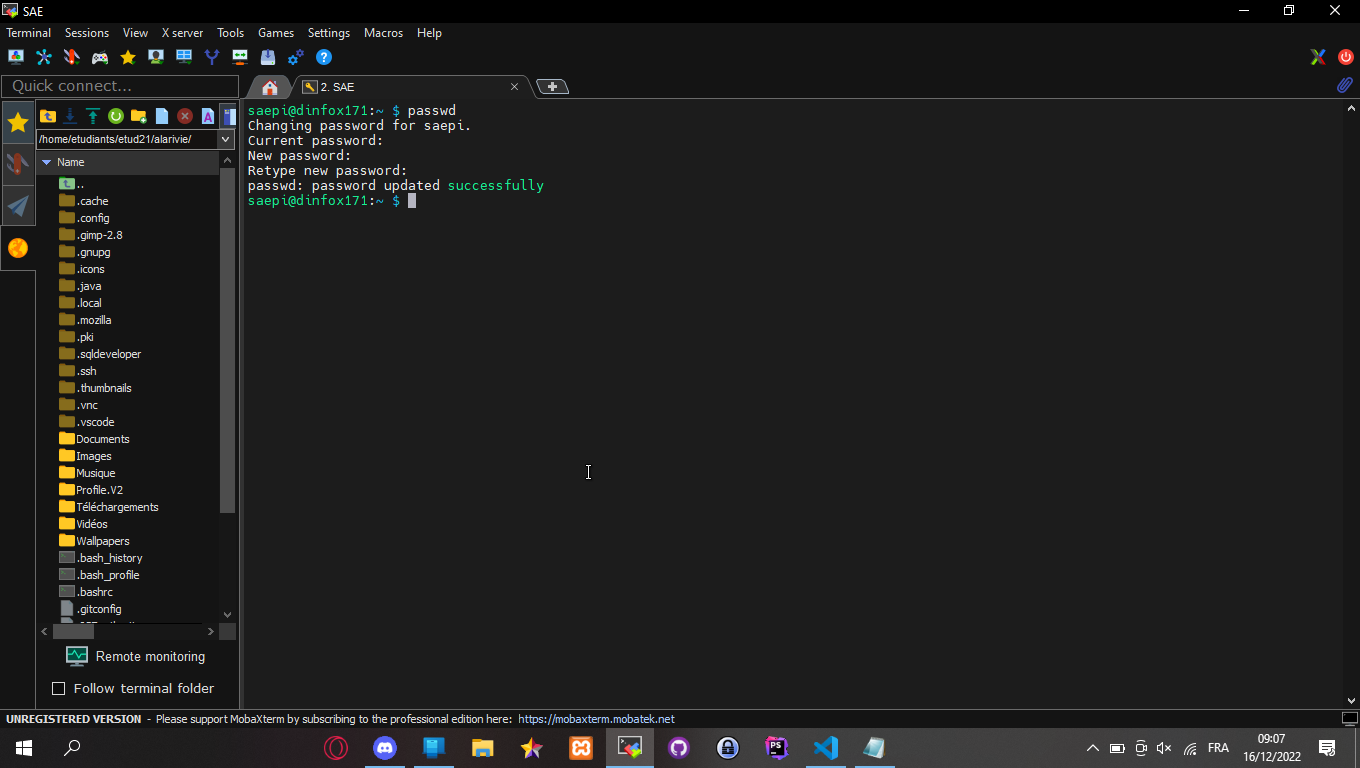 SAE
Terminal Sessions View X server Tools Games Settings Macros Help
Quick connect...
2. SAE
/home/etudiants/etud21/alarivie/
Name
..
.cache
.config
.gimp-2.8
.gnupg
.icons
.java
.local
.mozilla
.pki
.sqldeveloper
.ssh
.thumbnails
.vnc
.vscode
Documents
Images
Musique
Profile.V2
Téléchargements
Vidéos
Wallpapers
.bash_history
.bash_profile
.bashrc
.gitconfig
Remote monitoring
Follow terminal folder
saepi@dinfox171:~ $ passwd
Changing password for saepi.
Current password:
New password:
Retype new password:
passwd: password updated successfully
saepi@dinfox171:~ $
UNREGISTERED VERSION - Please support MobaXterm by subscribing to the professional edition here: https://mobaxterm.mobatek.net
PS
FRA
09:07
16/12/2022